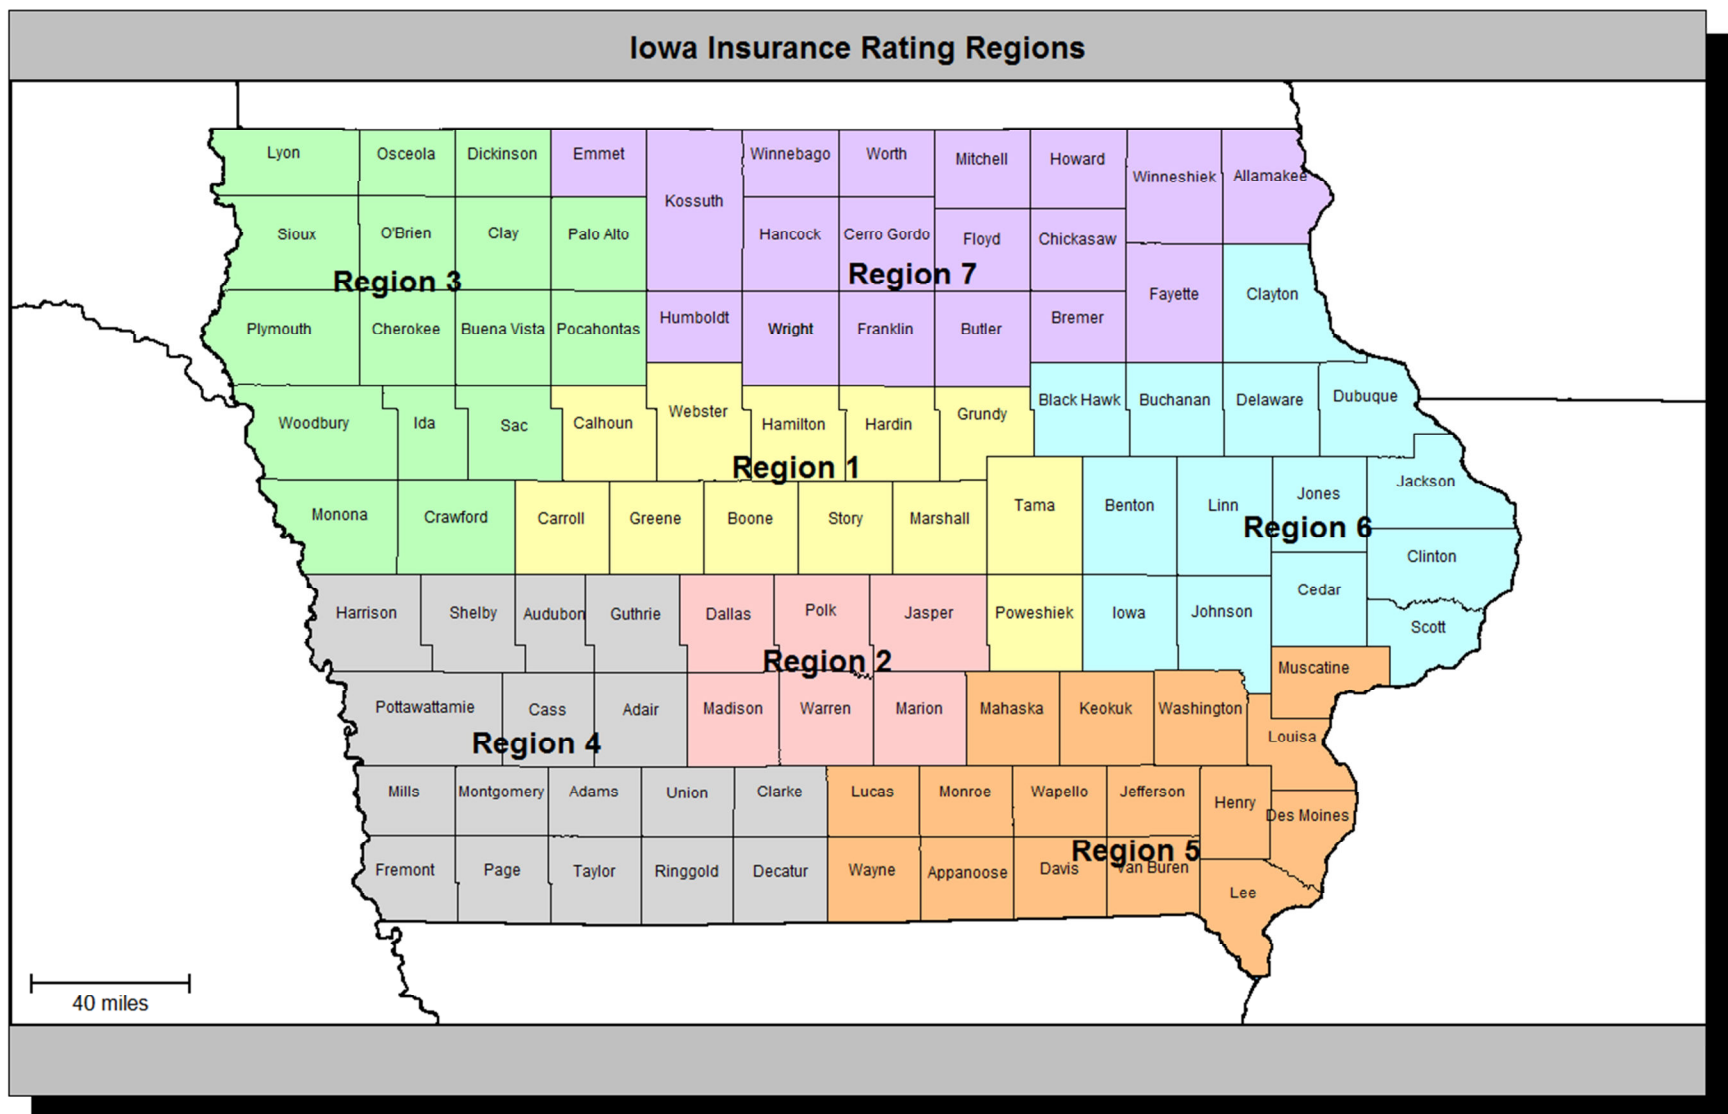 Iowa Insurance Rating Regions
Lyon
Osceola
Dickinson
Emmet
Kossuth
Winnebago
Worth
Mitchell
Howard
Winneshiek
Allamakee
Sioux
O'Brien
Clay
Palo Alto
Hancock
Cerro Gordo
Floyd
Chickasaw
Region 3
Region 7
Fayette
Clayton
Plymouth
Cherokee
Buena Vista
Pocahontas
Humboldt
Wright
Franklin
Butler
Bremer
Woodbury
Ida
Sac
Calhoun
Webster
Hamilton
Hardin
Grundy
Black Hawk
Buchanan
Delaware
Dubuque
Region 1
Monona
Crawford
Carroll
Greene
Boone
Story
Marshall
Tama
Benton
Linn
Jones
Jackson
Region 6
Clinton
Cedar
Harrison
Shelby
Audubon
Guthrie
Dallas
Polk
Jasper
Poweshiek
Iowa
Johnson
Scott
Region 2
Muscatine
Pottawattamie
Cass
Adair
Madison
Warren
Marion
Mahaska
Keokuk
Washington
Louisa
Region 4
Mills
Montgomery
Adams
Union
Clarke
Lucas
Monroe
Wapello
Jefferson
Henry
Des Moines
Region 5
Fremont
Page
Taylor
Ringgold
Decatur
Wayne
Appanoose
Davis
Van Buren
Lee
40 miles